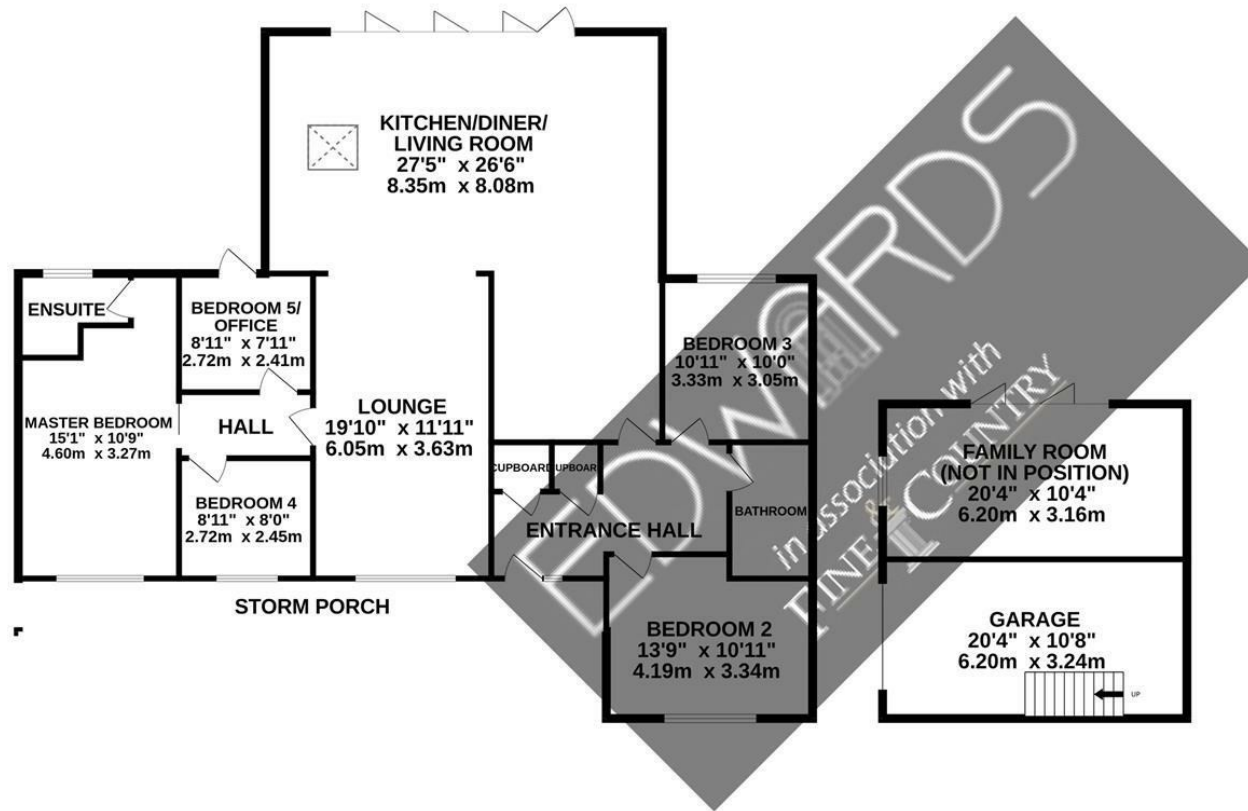 KITCHEN/DINER/
LIVING ROOM
27'5" x 26'6"
8.35m x 8.08m
ENSUITE
BEDROOM 5/
OFFICE
8'11" x 7'11"
2.72m x 2.41m
BEDROOM 3
10'11" x 10'0"
3.33m x 3.05m
MASTER BEDROOM
15'1" x 10'9"
4.60m x 3.27m
HALL
LOUNGE
19'10" x 11'11"
6.05m x 3.63m
CUPBOARD
UPBOAR
BEDROOM 4
8'11" x 8'0"
2.72m x 2.45m
ENTRANCE HALL
BATHROOM
STORM PORCH
BEDROOM 2
13'9" x 10'11"
4.19m x 3.34m
FAMILY ROOM
(NOT IN POSITION)
20'4" x 10'4"
6.20m x 3.16m
GARAGE
20'4" x 10'8"
6.20m x 3.24m
UP
EDWARDS
in association with
FINE & COUNTRY